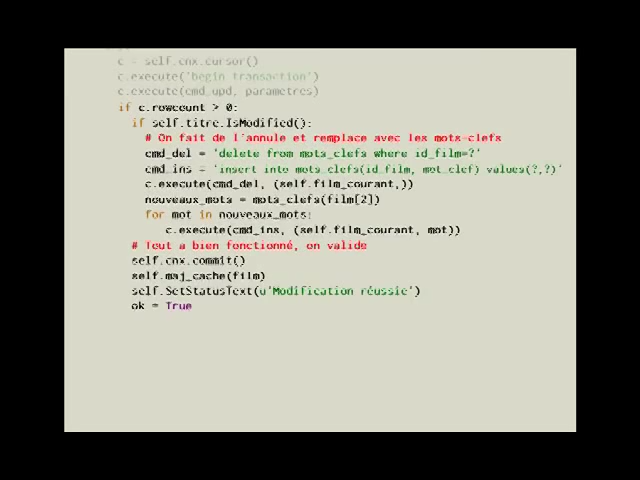 c = self.cnx.cursor()
c.execute('begin transaction')
c.execute(cmd_upd, parametres)
if c.rowcount > 0:
if self.titre.IsModified():
# On fait de l'annule et remplace avec les mots-clefs
cmd_del = 'delete from mots_clefs where id_film=?'
cmd_ins = 'insert into mots_clefs(id_film, mot_clef) values(?,?)'
c.execute(cmd_del, (self.film_courant,))
nouveaux_mots = mots_clefs(film[2])
for mot in nouveaux_mots:
c.execute(cmd_ins, (self.film_courant, mot))
# Tout a bien fonctionné, on valide
self.cnx.commit()
self.maj_cache(film)
self.SetStatusText(u'Modification réussie')
ok = True